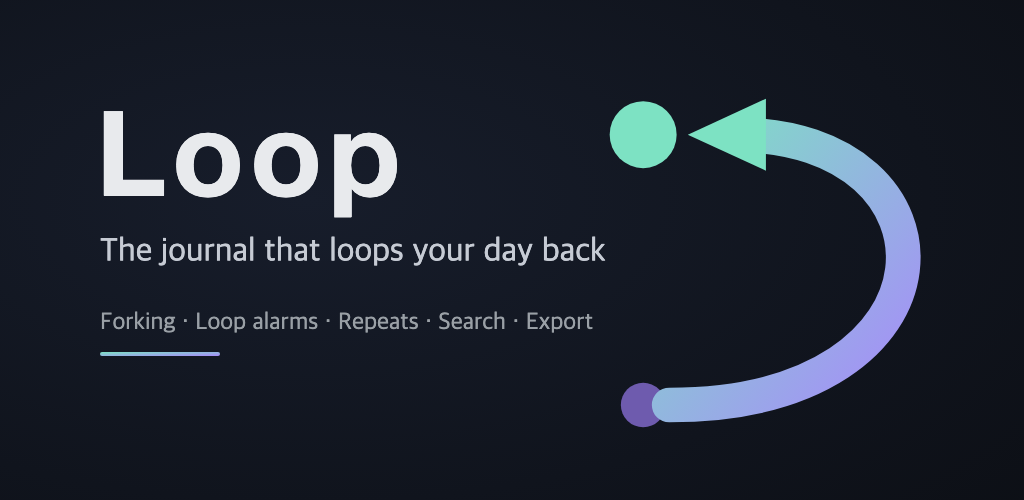 Loop
The journal that loops your day back
Forking · Loop alarms · Repeats · Search · Export